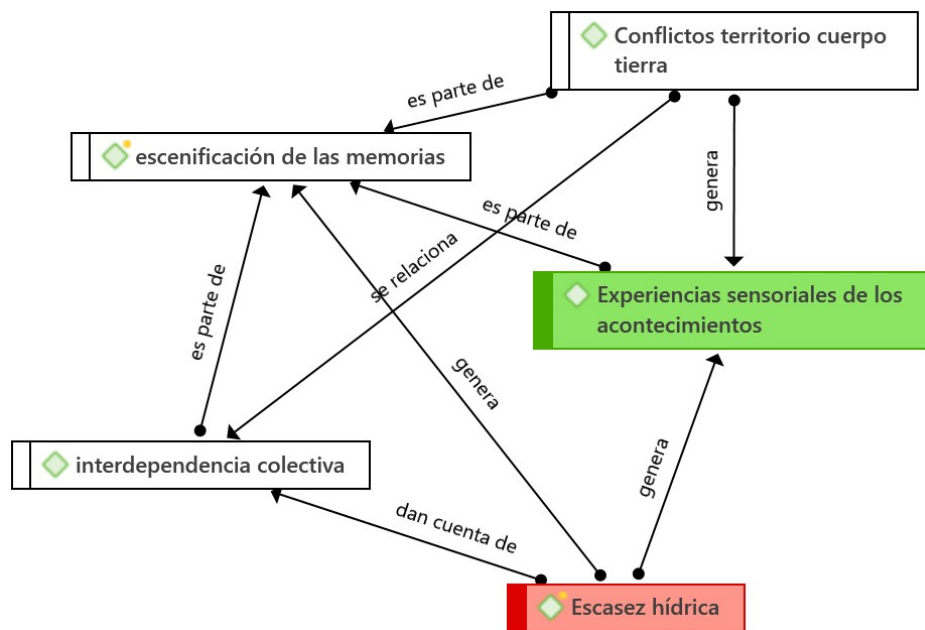 Conflictos territorio cuerpo
tierra
es parte de
escenificación de las memorias
genera
es parte de
se relaciona
Experiencias sensoriales de los
acontecimientos
es parte de
genera
genera
interdependencia colectiva
dan cuenta de
Escasez hídrica